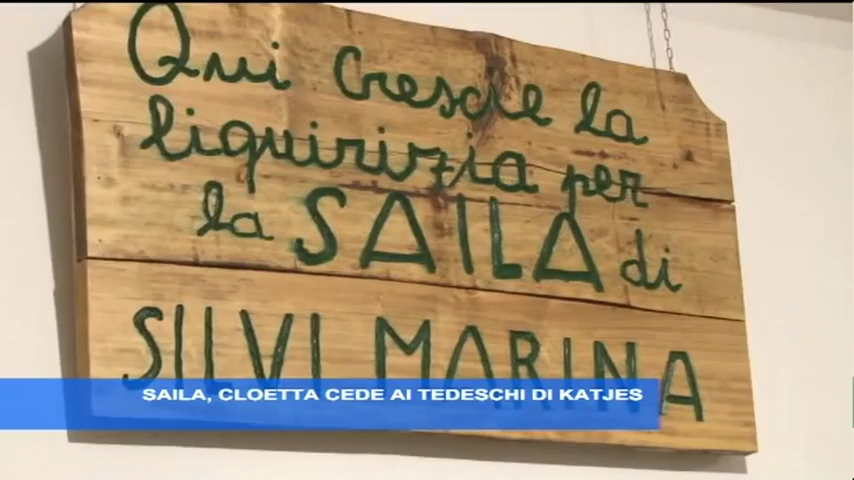 Qui cresce la
liquirizia per
la SAILA di
SILVI MARINA
SAILA, CLOETTA CEDE AI TEDESCHI DI KATJES